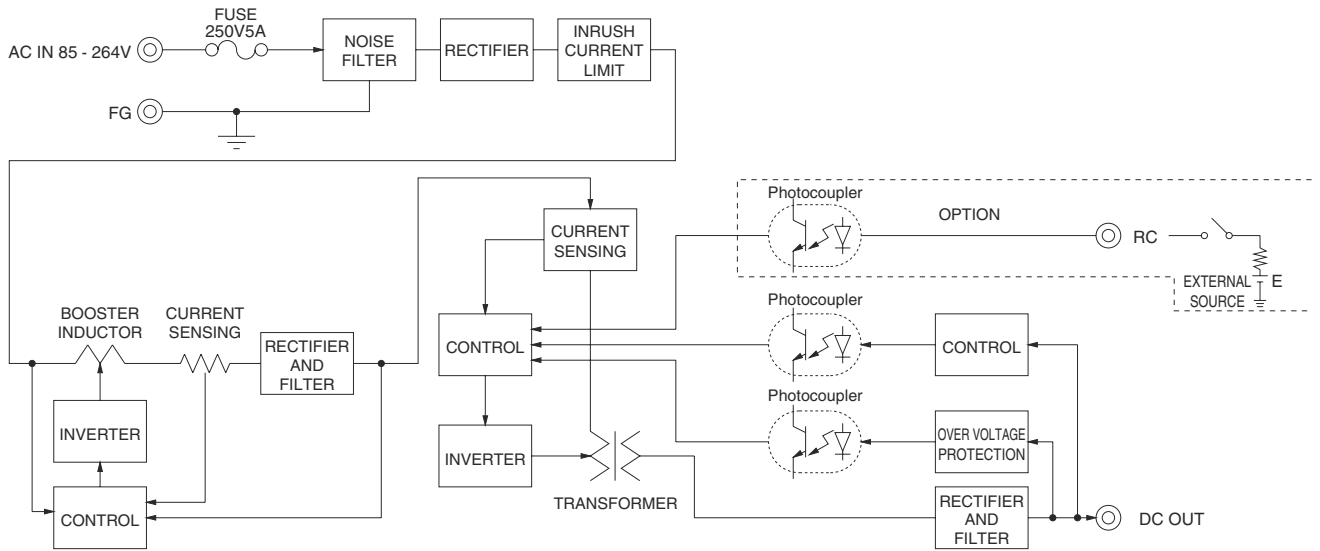 FUSE
250V5A
AC IN 85 - 264V
NOISE
FILTER
RECTIFIER
INRUSH
CURRENT
LIMIT
FG
Photocoupler
OPTION
RC
CURRENT
SENSING
EXTERNAL
SOURCE
E
BOOSTER
INDUCTOR
CURRENT
SENSING
RECTIFIER
AND
FILTER
CONTROL
Photocoupler
CONTROL
Photocoupler
INVERTER
INVERTER
OVER VOLTAGE
PROTECTION
TRANSFORMER
CONTROL
RECTIFIER
AND
FILTER
DC OUT